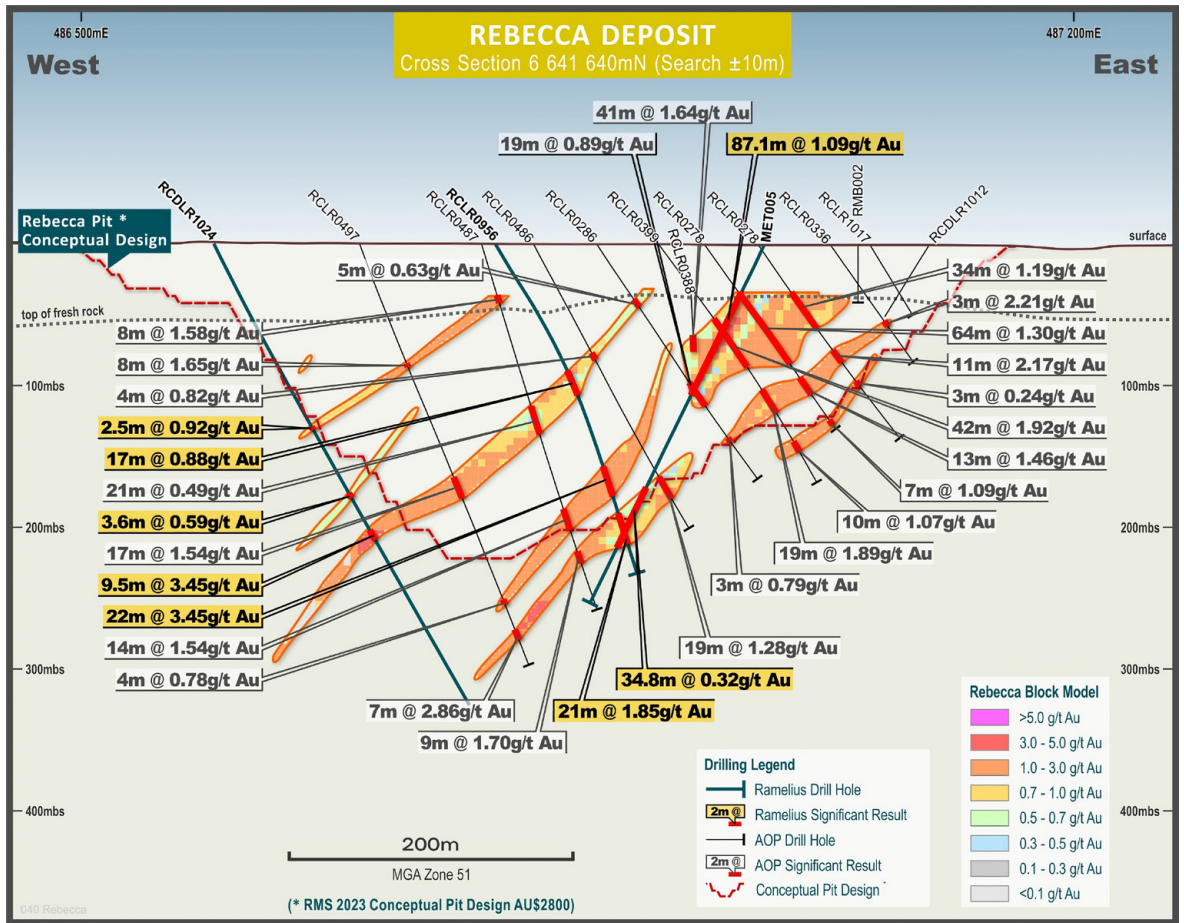 486 500mE
487 200mE
REBECCA DEPOSIT
Cross Section 6 641 640mN (Search ±10m)
West
East
41m @ 1.64g/t Au
19m @ 0.89g/t Au
87.1m @ 1.09g/t Au
RCDLR1024
RCLR0497
RCLR0487
RCLR0956
RCLR0486
RCLR0286
RCLR0399
RCLR0278
RCLR0388
RCLR0278
MET005
RCLR0336
RCLR1017
RMB002
RCDLR1012
Rebecca Pit *
Conceptual Design
surface
5m @ 0.63g/t Au
34m @ 1.19g/t Au
3m @ 2.21g/t Au
top of fresh rock
8m @ 1.58g/t Au
64m @ 1.30g/t Au
8m @ 1.65g/t Au
11m @ 2.17g/t Au
100mbs
100mbs
4m @ 0.82g/t Au
3m @ 0.24g/t Au
2.5m @ 0.92g/t Au
42m @ 1.92g/t Au
17m @ 0.88g/t Au
13m @ 1.46g/t Au
21m @ 0.49g/t Au
7m @ 1.09g/t Au
3.6m @ 0.59g/t Au
10m @ 1.07g/t Au
200mbs
200mbs
17m @ 1.54g/t Au
19m @ 1.89g/t Au
9.5m @ 3.45g/t Au
3m @ 0.79g/t Au
22m @ 3.45g/t Au
14m @ 1.54g/t Au
19m @ 1.28g/t Au
300mbs
300mbs
4m @ 0.78g/t Au
34.8m @ 0.32g/t Au
7m @ 2.86g/t Au
21m @ 1.85g/t Au
9m @ 1.70g/t Au
Rebecca Block Model
>5.0 g/t Au
3.0 - 5.0 g/t Au
1.0 - 3.0 g/t Au
0.7 - 1.0 g/t Au
0.5 - 0.7 g/t Au
0.3 - 0.5 g/t Au
0.1 - 0.3 g/t Au
<0.1 g/t Au
Drilling Legend
Ramelius Drill Hole
2m @
Ramelius Significant Result
AOP Drill Hole
2m @
AOP Significant Result
Conceptual Pit Design
400mbs
400mbs
200m
MGA Zone 51
(* RMS 2023 Conceptual Pit Design AU$2800)
040 Rebecca